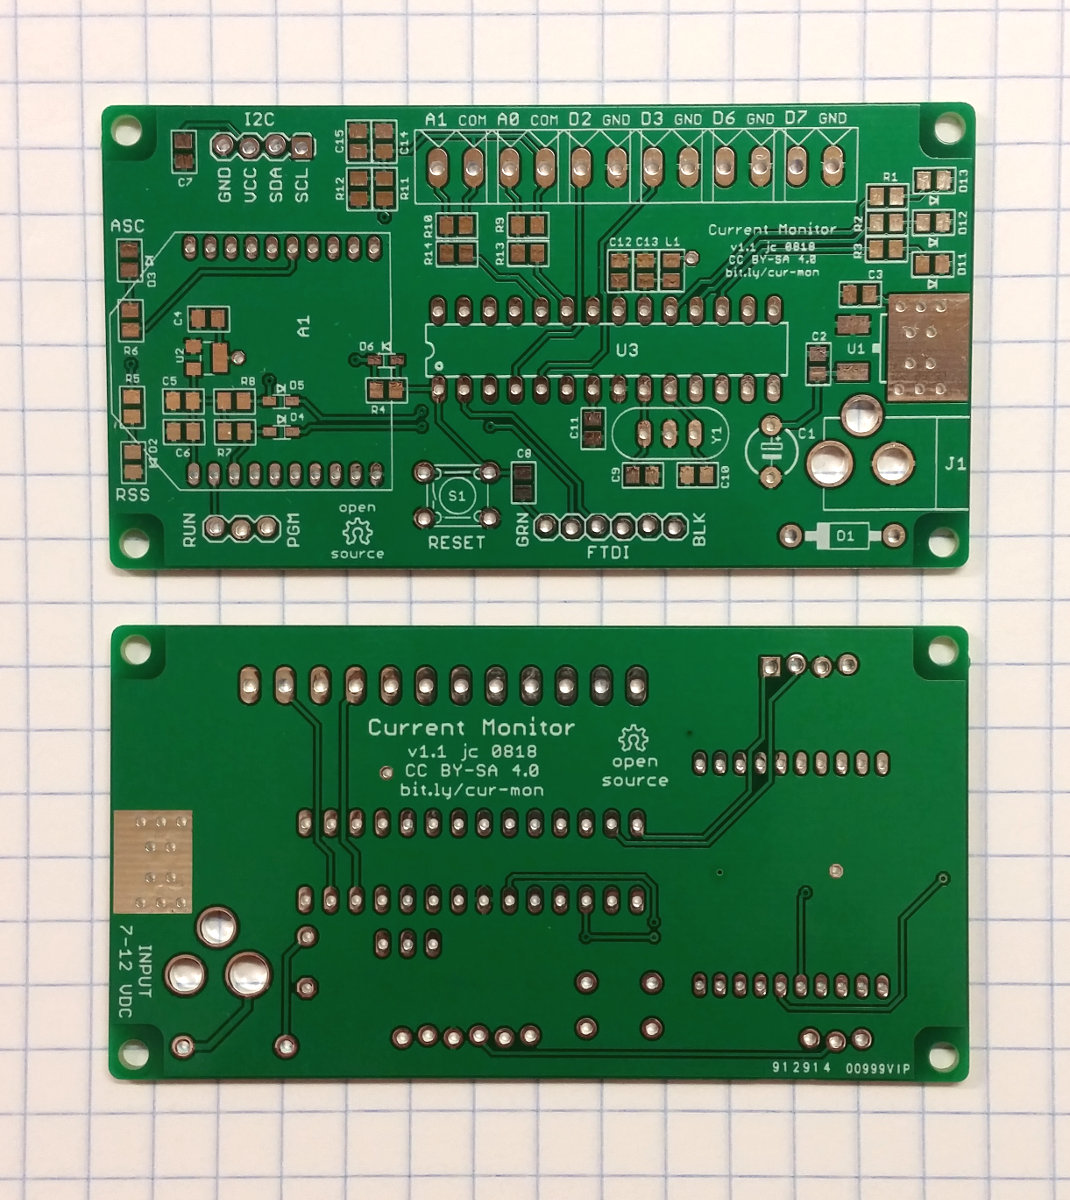 I2C
GND VCC SDA SCL
C7
C15 C14
R12 R11
A1 COM A0 COM D2 GND D3 GND D6 GND D7 GND
R10 R9
R14 R13
C12 C13 L1
Current Monitor
v1.1 jc 0818
CC BY-SA 4.0
bit.ly/cur-mon
R1 D13
R2 D12
R3 D11
C3
ASC
D3
R6
C4
U2
A1
D6
R4
U3
C2
U1
R5
C5 R8 D5
D4
D2
C6 R7
RSS
C11
Y1
C1
C9 C10
J1
C8
S1
RESET
RUN PGM
open
source
GRN BLK
FTDI
D1
Current Monitor
v1.1 jc 0818
CC BY-SA 4.0
bit.ly/cur-mon
open
source
INPUT
7-12 VDC
912914 00999VIP